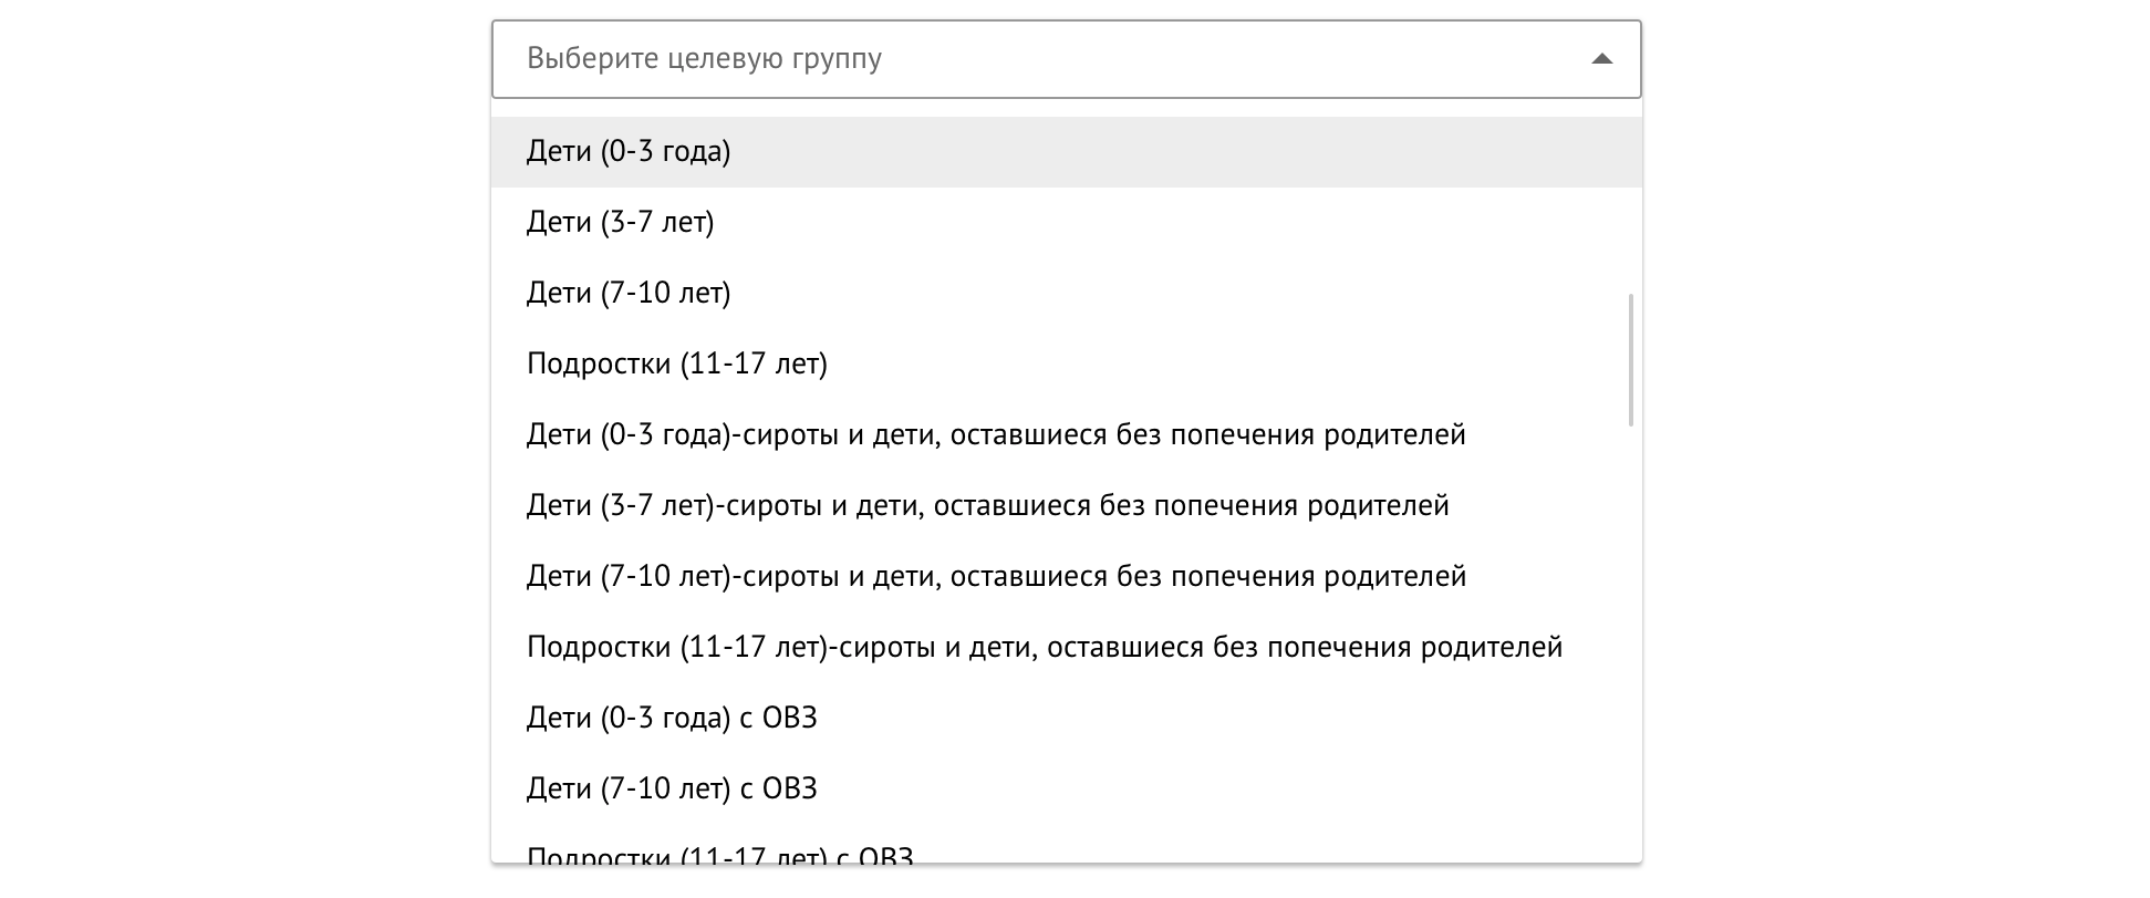 Выберите целевую группу
Дети (0-3 года)
Дети (3-7 лет)
Дети (7-10 лет)
Подростки (11-17 лет)
Дети (0-3 года)-сироты и дети, оставшиеся без попечения родителей
Дети (3-7 лет)-сироты и дети, оставшиеся без попечения родителей
Дети (7-10 лет)-сироты и дети, оставшиеся без попечения родителей
Подростки (11-17 лет)-сироты и дети, оставшиеся без попечения родителей
Дети (0-3 года) с ОВЗ
Дети (7-10 лет) с ОВЗ
Подростки (11-17 лет) с ОВЗ